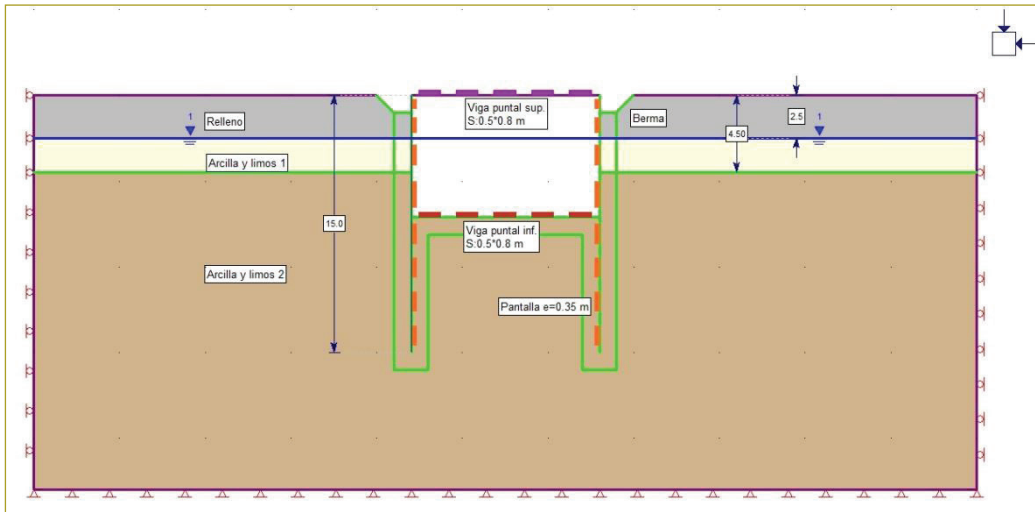 Viga puntal sup.
S:0.5*0.8 m
Relleno
1
Berma
4.50
2.5
1
Arcilla y limos 1
15.0
Viga puntal inf.
S:0.5*0.8 m
Arcilla y limos 2
Pantalla e=0.35 m